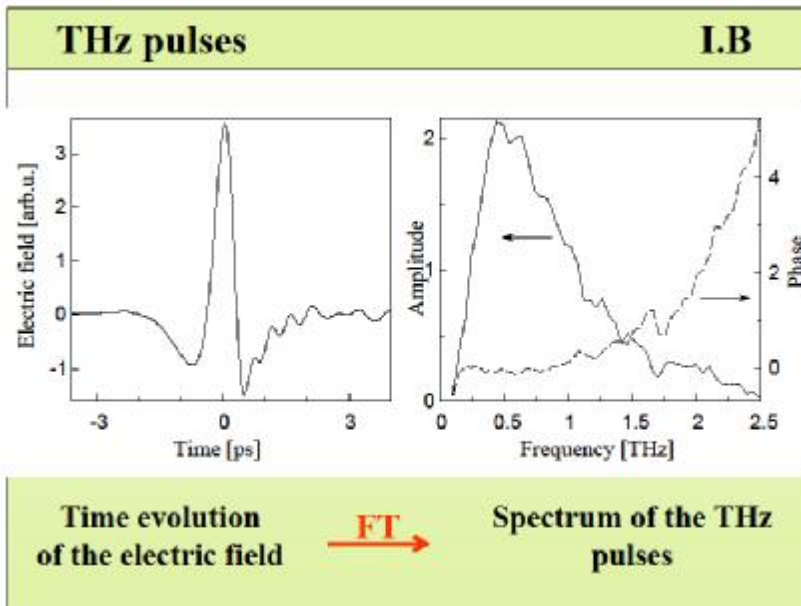 THz pulses I.B
Electric field [arb.u.]
3
2
1
0
-1
-3 0 3
Time [ps]
Amplitude
2
1
0
0 0.5 1 1.5 2 2.5
Frequency [THz]
4
2
0
Phase
Time evolution
of the electric field
FT
Spectrum of the THz
pulses